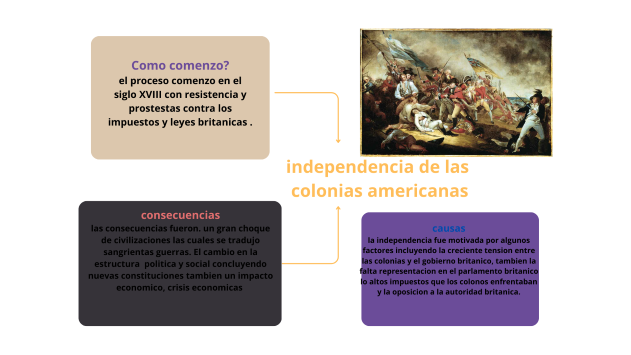 Como comenzo?
el proceso comenzo en el
siglo XVIII con resistencia y
prostestas contra los
impuestos y leyes britanicas .
independencia de las
colonias americanas
consecuencias
las consecuencias fueron. un gran choque
de civilizaciones las cuales se tradujo
sangrientas guerras. El cambio en la
estructura politica y social concluyendo
nuevas constituciones tambien un impacto
economico, crisis economicas
causas
la independencia fue motivada por algunos
factores incluyendo la creciente tension entre
las colonias y el gobierno britanico, tambien la
falta representacion en el parlamento britanico
lo altos impuestos que los colonos enfrentaban
y la oposicion a la autoridad britanica.